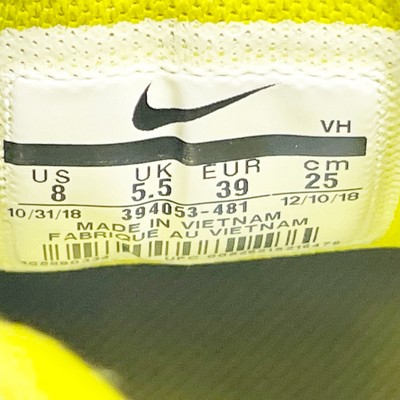 VH
US UK EUR cm
8 5.5 39 25
10/31/18 394053-481 12/10/18
MADE IN VIETNAM
FABRIQUE AU VIETNAM